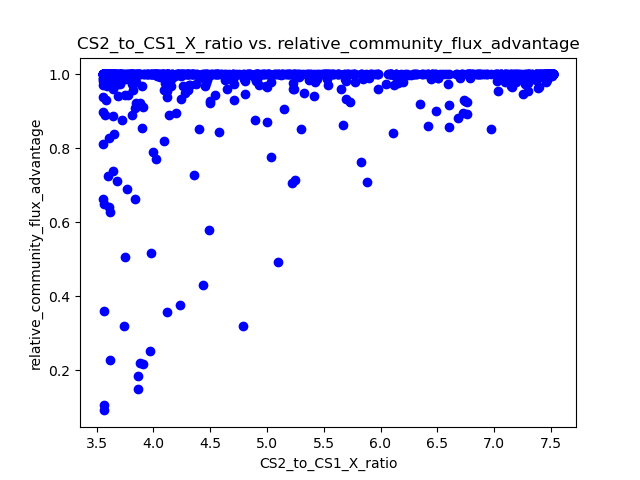 CS2_to_CS1_X_ratio vs. relative_community_flux_advantage
relative_community_flux_advantage
1.0
0.8
0.6
0.4
0.2
3.5 4.0 4.5 5.0 5.5 6.0 6.5 7.0 7.5
CS2_to_CS1_X_ratio